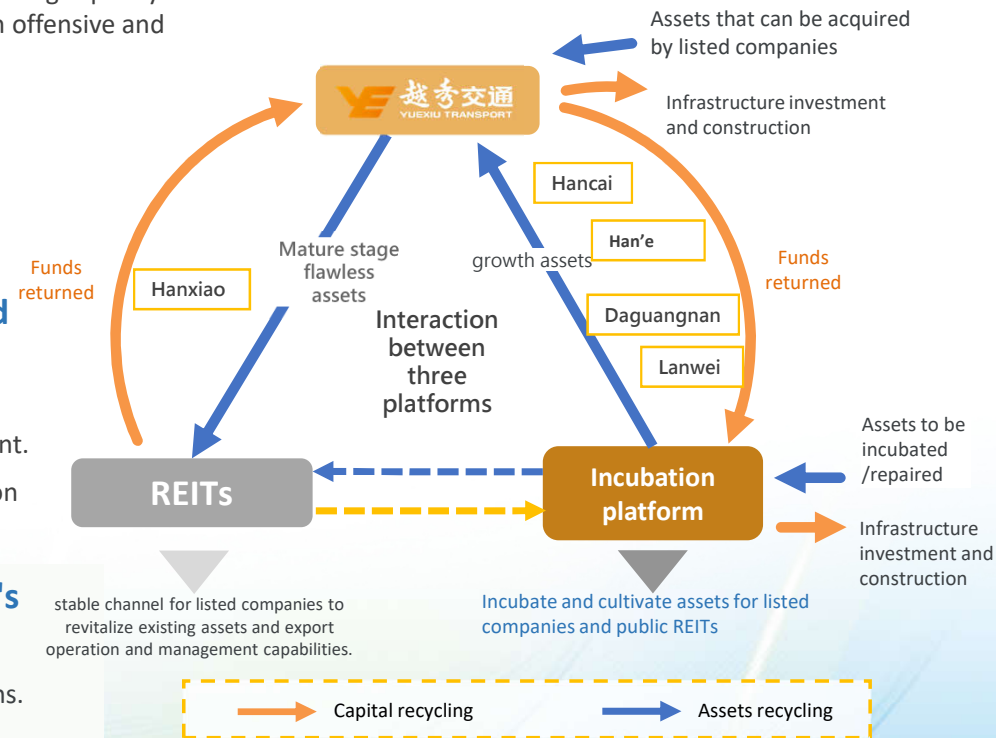 n offensive and
Assets that can be acquired
by listed companies
越秀交通
YUEXIU TRANSPORT
Infrastructure investment
and construction
Hancai
Han'e
growth assets
Daguangnan
Lanwei
Funds
returned
Mature stage
flawless
assets
Hanxiao
Funds
returned
Interaction
between
three
platforms
nt.
on
REITs
Incubation
platform
Assets to be
incubated
/repaired
Infrastructure
investment and
construction
's
stable channel for listed companies to
revitalize existing assets and export
operation and management capabilities.
Incubate and cultivate assets for listed
companies and public REITs
ns.
Capital recycling
Assets recycling